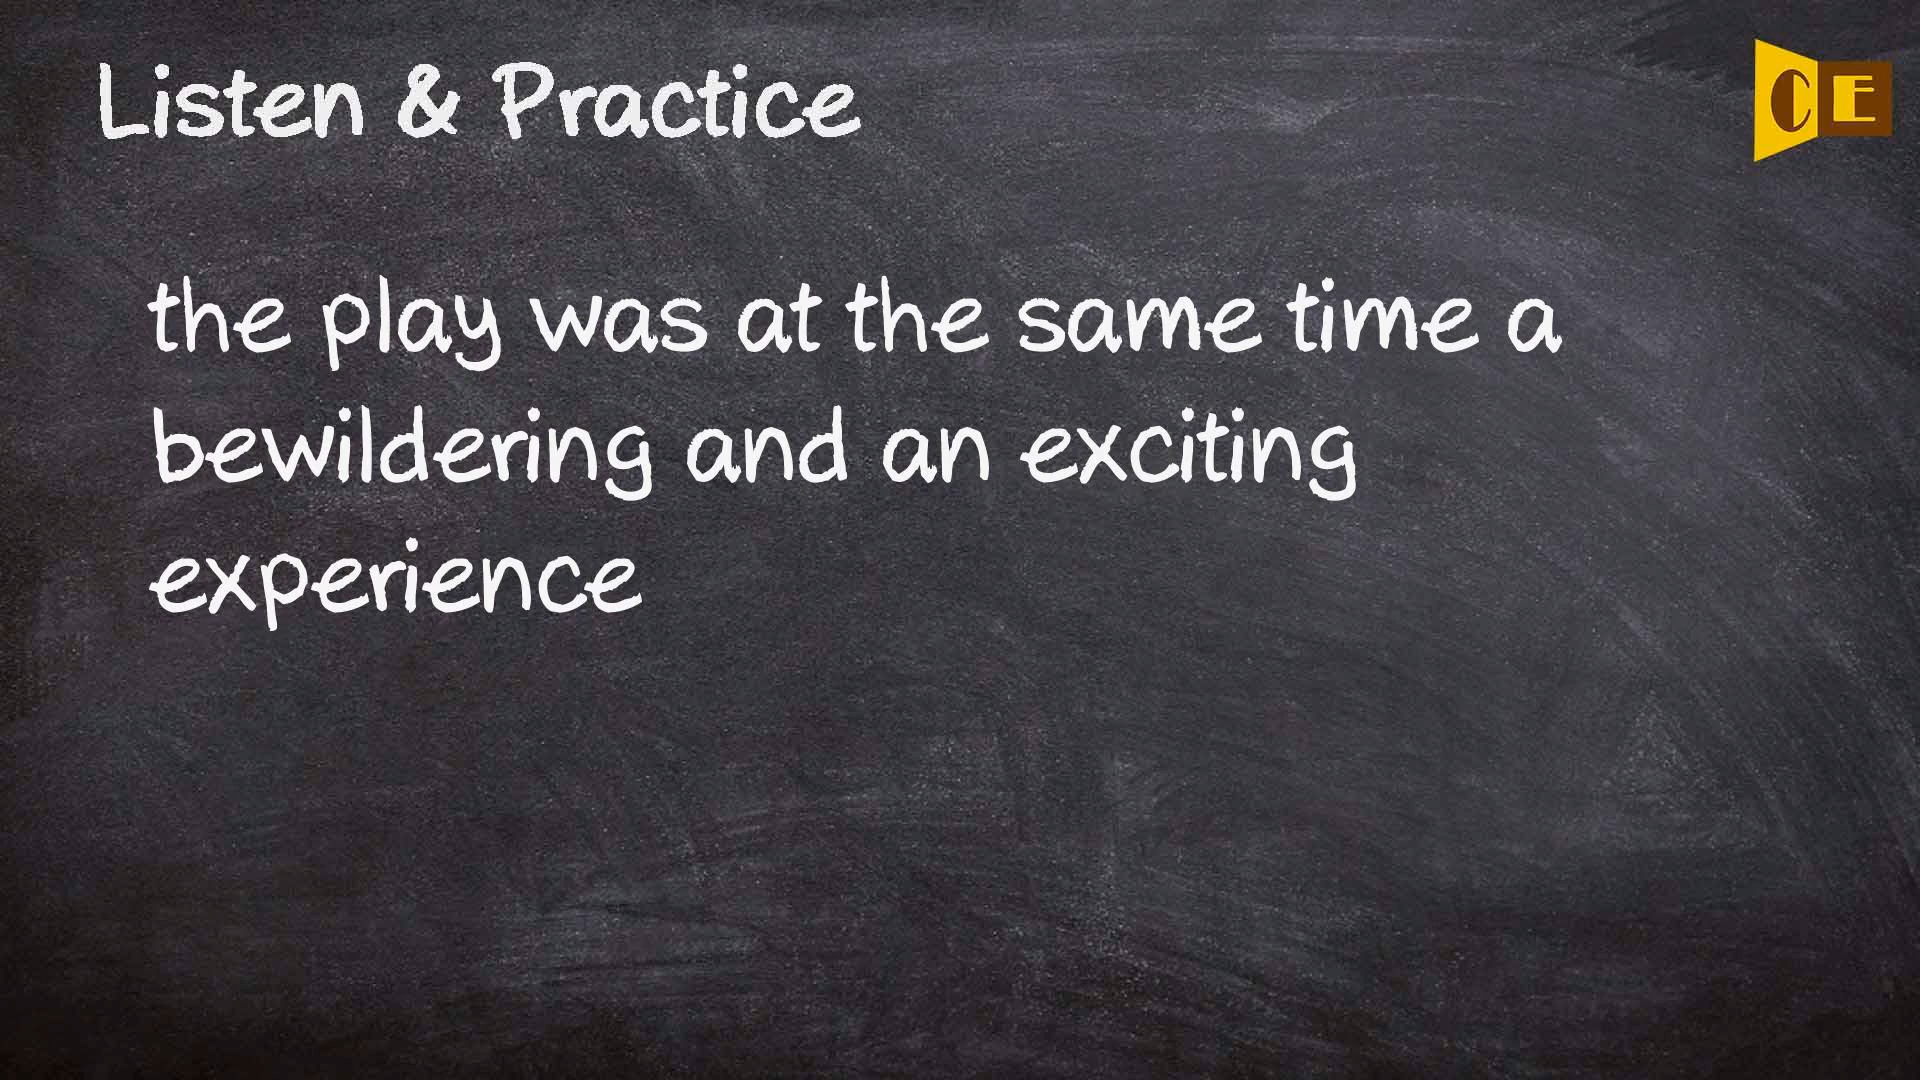 Listen & Practice
CE
the play was at the same time a
bewildering and an exciting
experience